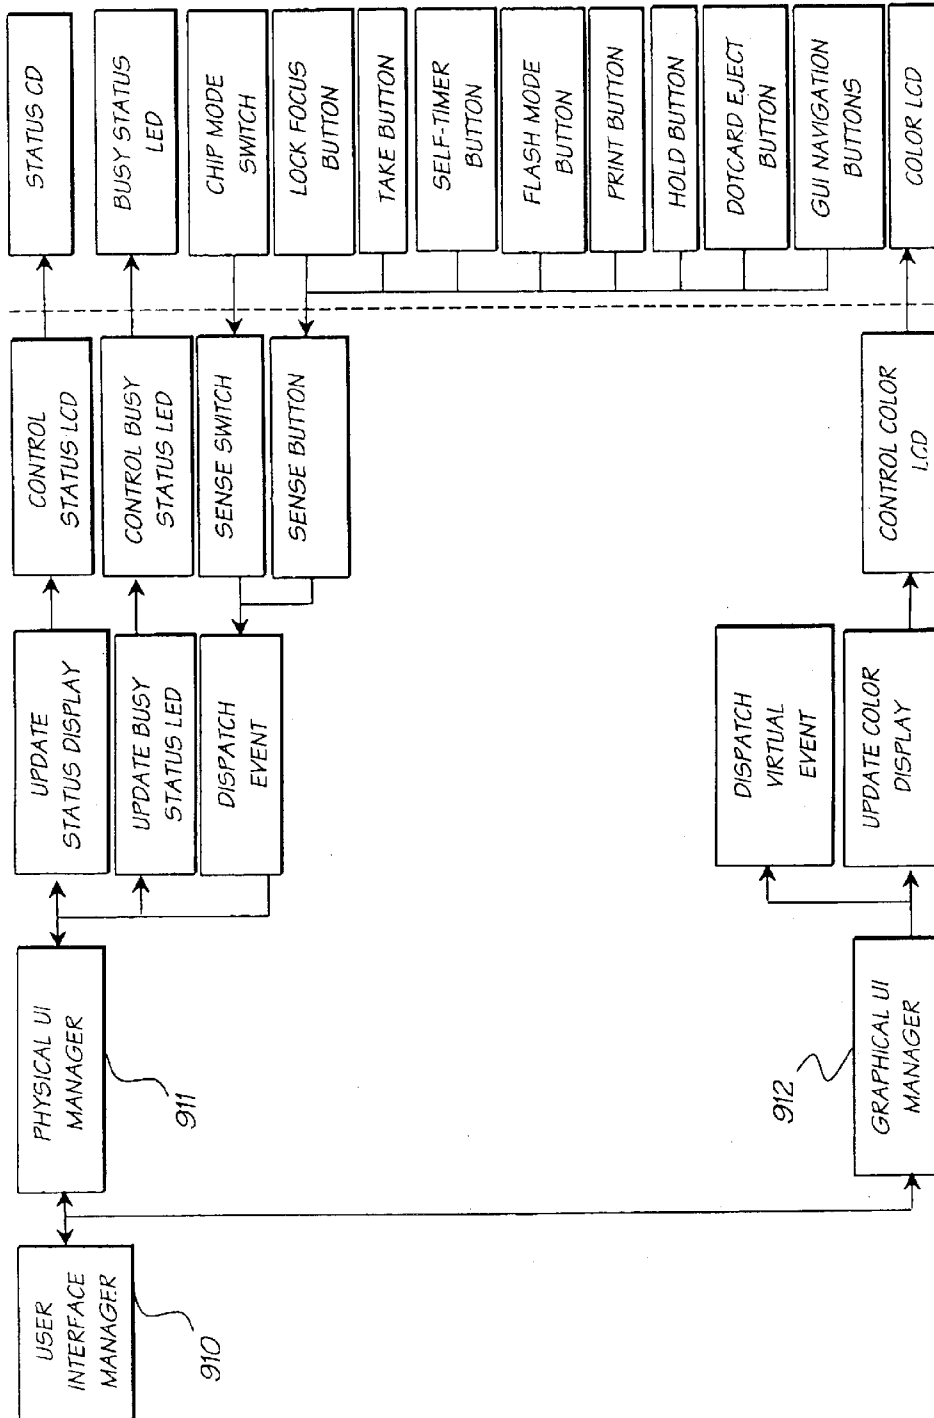 USER
INTERFACE
MANAGER
910
PHYSICAL UI
MANAGER
911
GRAPHICAL UI
MANAGER
912
UPDATE
STATUS DISPLAY
UPDATE BUSY
STATUS LED
DISPATCH
EVENT
DISPATCH
VIRTUAL
EVENT
UPDATE COLOR
DISPLAY
CONTROL
STATUS LCD
CONTROL BUSY
STATUS LED
SENSE SWITCH
SENSE BUTTON
CONTROL COLOR
LCD
STATUS CD
BUSY STATUS
LED
CHIP MODE
SWITCH
LOCK FOCUS
BUTTON
TAKE BUTTON
SELF-TIMER
BUTTON
FLASH MODE
BUTTON
PRINT BUTTON
HOLD BUTTON
DOTCARD EJECT
BUTTON
GUI NAVIGATION
BUTTONS
COLOR LCD